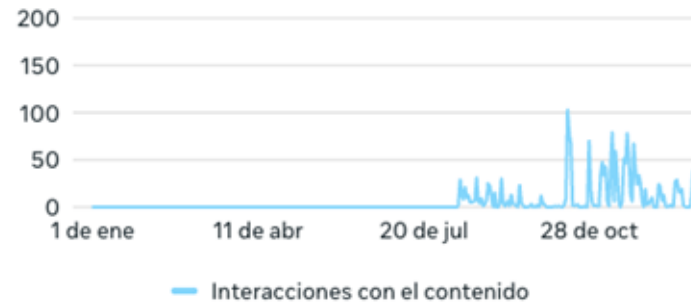 200
150
100
50
0
1 de ene 11 de abr 20 de jul 28 de oct
Interacciones con el contenido